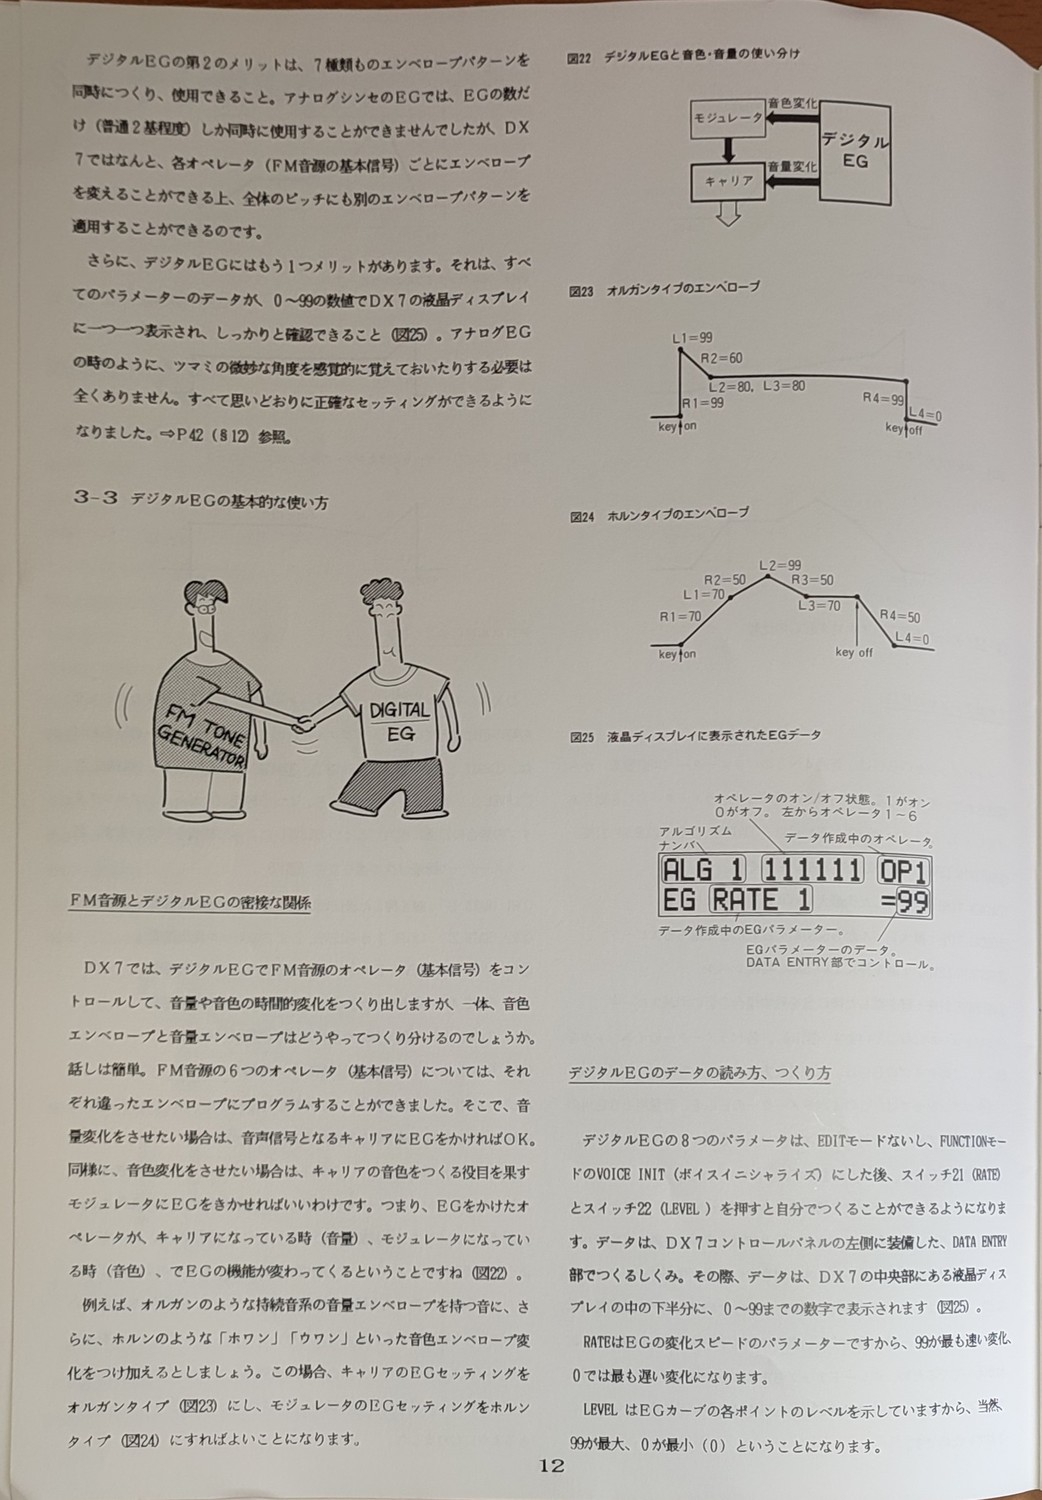 デジタルEGの第2のメリットは、7種類ものエンベロープパターンを
同時につくり、使用できること。アナログシンセのEGでは、EGの数だ
け（普通2基程度）しか同時に使用することができませんでしたが、DX
7ではなんと、各オペレータ（FM音源の基本信号）ごとにエンベロープ
を変えることができる上、全体のピッチにも別のエンベロープパターンを
適用することができるのです。
さらに、デジタルEGにはもう1つメリットがあります。それは、すべ
てのパラメーターのデータが、0〜99の数値でDX7の液晶ディスプレイ
に一つ一つ表示され、しっかりと確認できること（図25）。アナログEG
の時のように、ツマミの微妙な角度を感覚的に覚えておいたりする必要は
全くありません。すべて思いどおりに正確なセッティングができるように
なりました。⇒P42（§12）参照。
3-3 デジタルEGの基本的な使い方
FM TONE
GENERATOR
DIGITAL
EG
FM音源とデジタルEGの密接な関係
DX7では、デジタルEGでFM音源のオペレータ（基本信号）をコン
トロールして、音量や音色の時間的変化をつくり出しますが、一体、音色
エンベロープと音量エンベロープはどうやってつくり分けるのでしょうか。
話しは簡単。FM音源の6つのオペレータ（基本信号）については、それ
ぞれ違ったエンベロープにプログラムすることができました。そこで、音
量変化をさせたい場合は、音声信号となるキャリアにEGをかければOK。
同様に、音色変化をさせたい場合は、キャリアの音色をつくる役目を果す
モジュレータにEGをきかせればいいわけです。つまり、EGをかけたオ
ペレータが、キャリアになっている時（音量）、モジュレータになってい
る時（音色）、でEGの機能が変わってくるということですね（図22）。
例えば、オルガンのような持続音系の音量エンベロープを持つ音に、さ
らに、ホルンのような「ホワン」「ウワン」といった音色エンベロープ変
化をつけ加えるとしましょう。この場合、キャリアのEGセッティングを
オルガンタイプ（図23）にし、モジュレータのEGセッティングをホルン
タイプ（図24）にすればよいことになります。
図22 デジタルEGと音色・音量の使い分け
モジュレータ
音色変化
デジタル
EG
キャリア
音量変化
図23 オルガンタイプのエンベロープ
L1=99
R2=60
L2=80, L3=80
R1=99
R4=99
L4=0
key on
key off
図24 ホルンタイプのエンベロープ
L2=99
R2=50
R3=50
L1=70
L3=70
R1=70
R4=50
L4=0
key on
key off
図25 液晶ディスプレイに表示されたEGデータ
オペレータのオン/オフ状態。1がオン
0がオフ。左からオペレータ1〜6
アルゴリズム
ナンバ
データ作成中のオペレータ。
ALG 1 111111 OP1
EG RATE 1 =99
データ作成中のEGパラメーター。
EGパラメーターのデータ。
DATA ENTRY部でコントロール。
デジタルEGのデータの読み方、つくり方
デジタルEGの8つのパラメータは、EDITモードないし、FUNCTIONモー
ドのVOICE INIT（ボイスイニシャライズ）にした後、スイッチ21（RATE）
とスイッチ22（LEVEL）を押すと自分でつくることができるようになりま
す。データは、DX7コントロールパネルの左側に装備した、DATA ENTRY
部でつくるしくみ。その際、データは、DX7の中央部にある液晶ディス
プレイの中の下半分に、0〜99までの数字で表示されます（図25）。
RATEはEGの変化スピードのパラメーターですから、99が最も速い変化、
0では最も遅い変化になります。
LEVELはEGカーブの各ポイントのレベルを示していますから、当然、
99が最大、0が最小（0）ということになります。
12